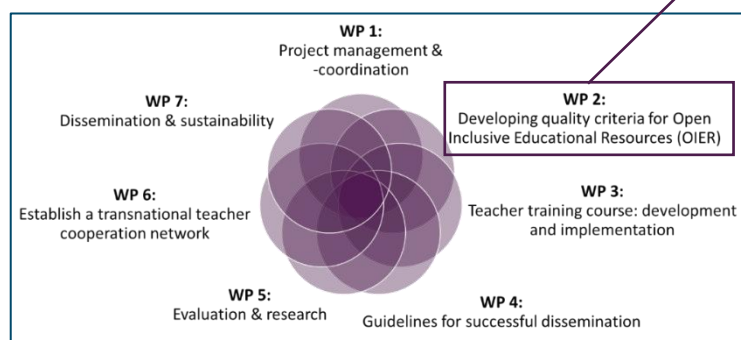 WP 1:
Project management &
-coordination
WP 2:
Developing quality criteria for Open
Inclusive Educational Resources (OIER)
WP 3:
Teacher training course: development
and implementation
WP 4:
Guidelines for successful dissemination
WP 5:
Evaluation & research
WP 6:
Establish a transnational teacher
cooperation network
WP 7:
Dissemination & sustainability